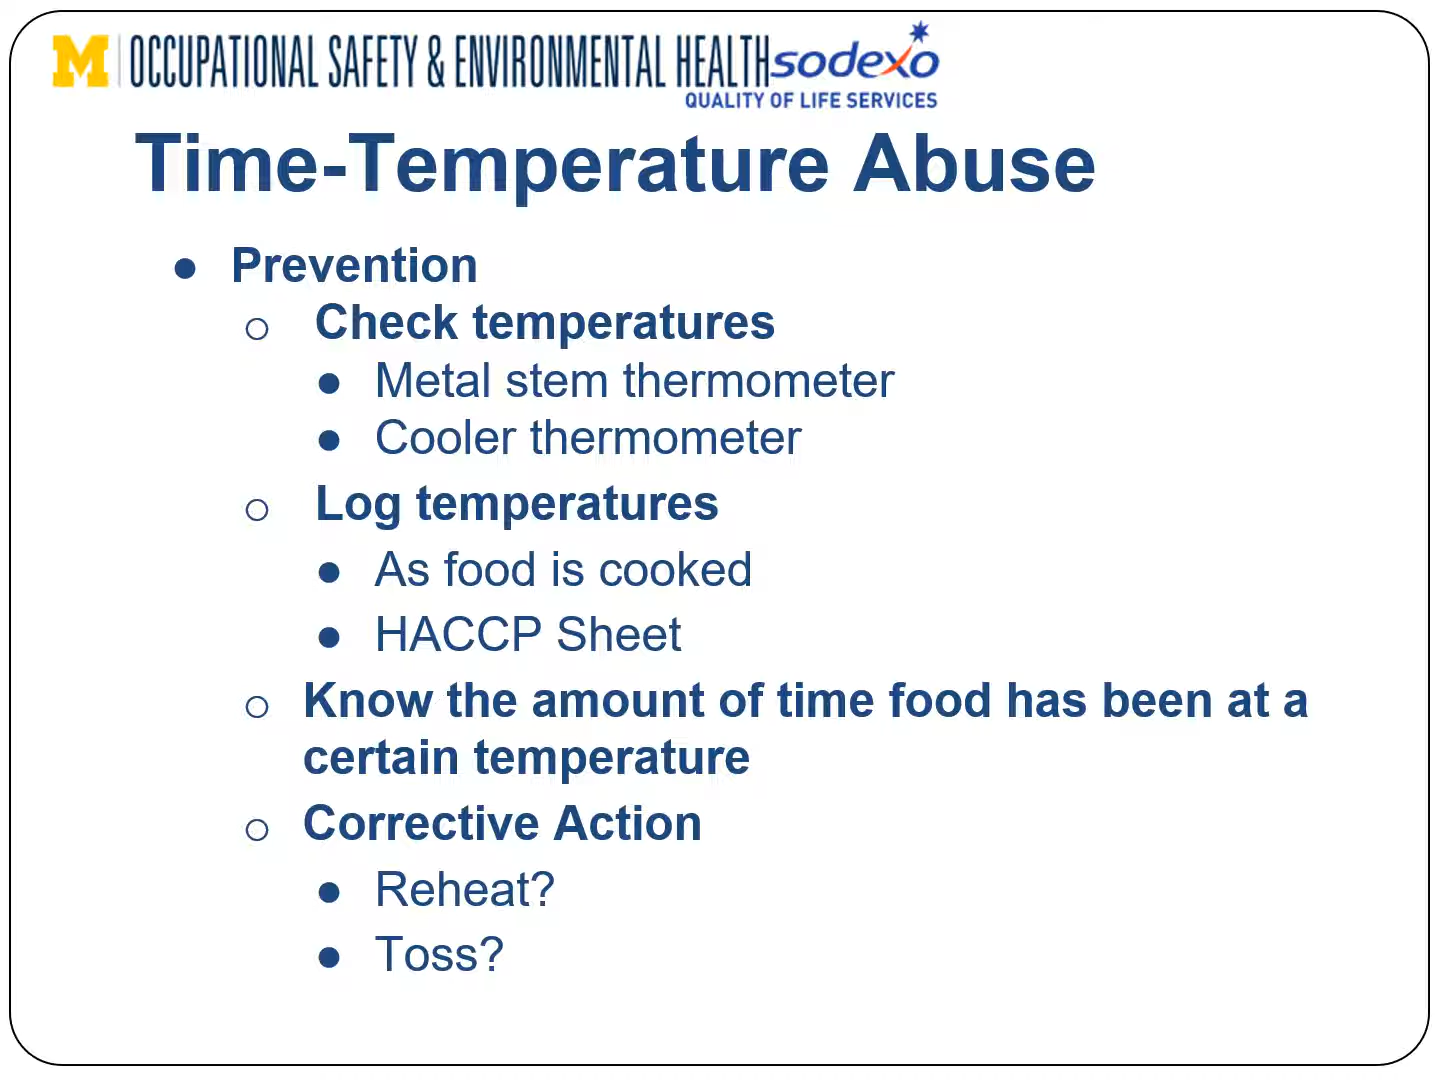 M OCCUPATIONAL SAFETY & ENVIRONMENTAL HEALTH
sodexo
QUALITY OF LIFE SERVICES
Time-Temperature Abuse
● Prevention
○ Check temperatures
● Metal stem thermometer
● Cooler thermometer
○ Log temperatures
● As food is cooked
● HACCP Sheet
○ Know the amount of time food has been at a
certain temperature
○ Corrective Action
● Reheat?
● Toss?